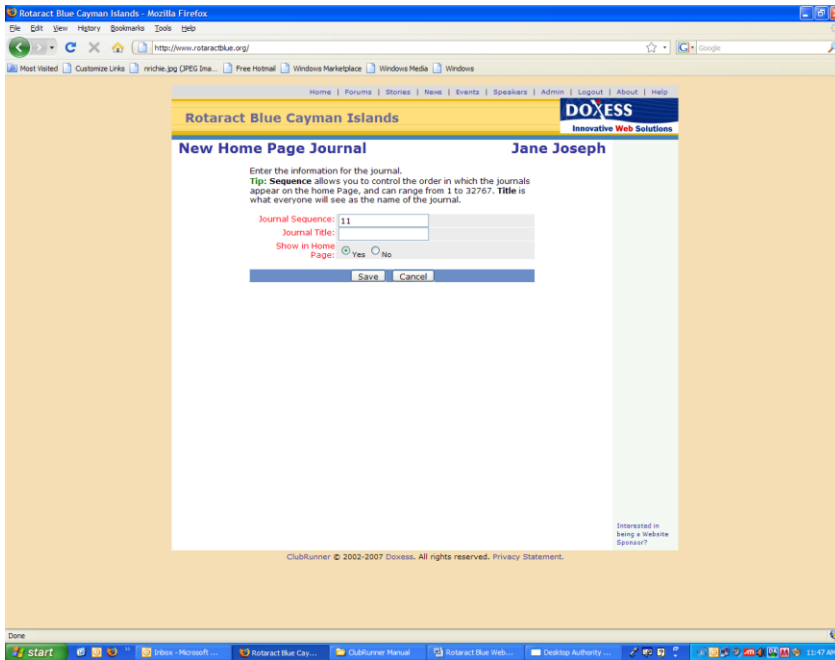 Rotaract Blue Cayman Islands - Mozilla Firefox
File Edit View History Bookmarks Tools Help
http://www.rotaractblue.org/
Google
Most Visited Customize Links nrichie.jpg (JPEG Ima... Free Hotmail Windows Marketplace Windows Media Windows
Home | Forums | Stories | News | Events | Speakers | Admin | Logout | About | Help
Rotaract Blue Cayman Islands
DOXESS
Innovative Web Solutions
New Home Page Journal Jane Joseph
Enter the information for the journal.
Tip: Sequence allows you to control the order in which the journals
appear on the home Page, and can range from 1 to 32767. Title is
what everyone will see as the name of the journal.
Journal Sequence: 11
Journal Title:
Show in Home
Page: Yes No
Save Cancel
Interested in
being a Website
Sponsor?
ClubRunner © 2002-2007 Doxess. All rights reserved. Privacy Statement.
Done
start Inbox - Microsoft ... Rotaract Blue Cay... ClubRunner Manual Rotaract Blue Web... Desktop Authority ... 11:47 AM